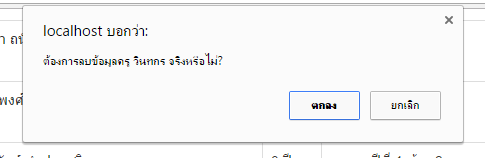 localhost บอกว่า:
ต้องการลบข้อมูลครู วินทกร จริงหรือไม่?
ตกลง
ยกเลิก